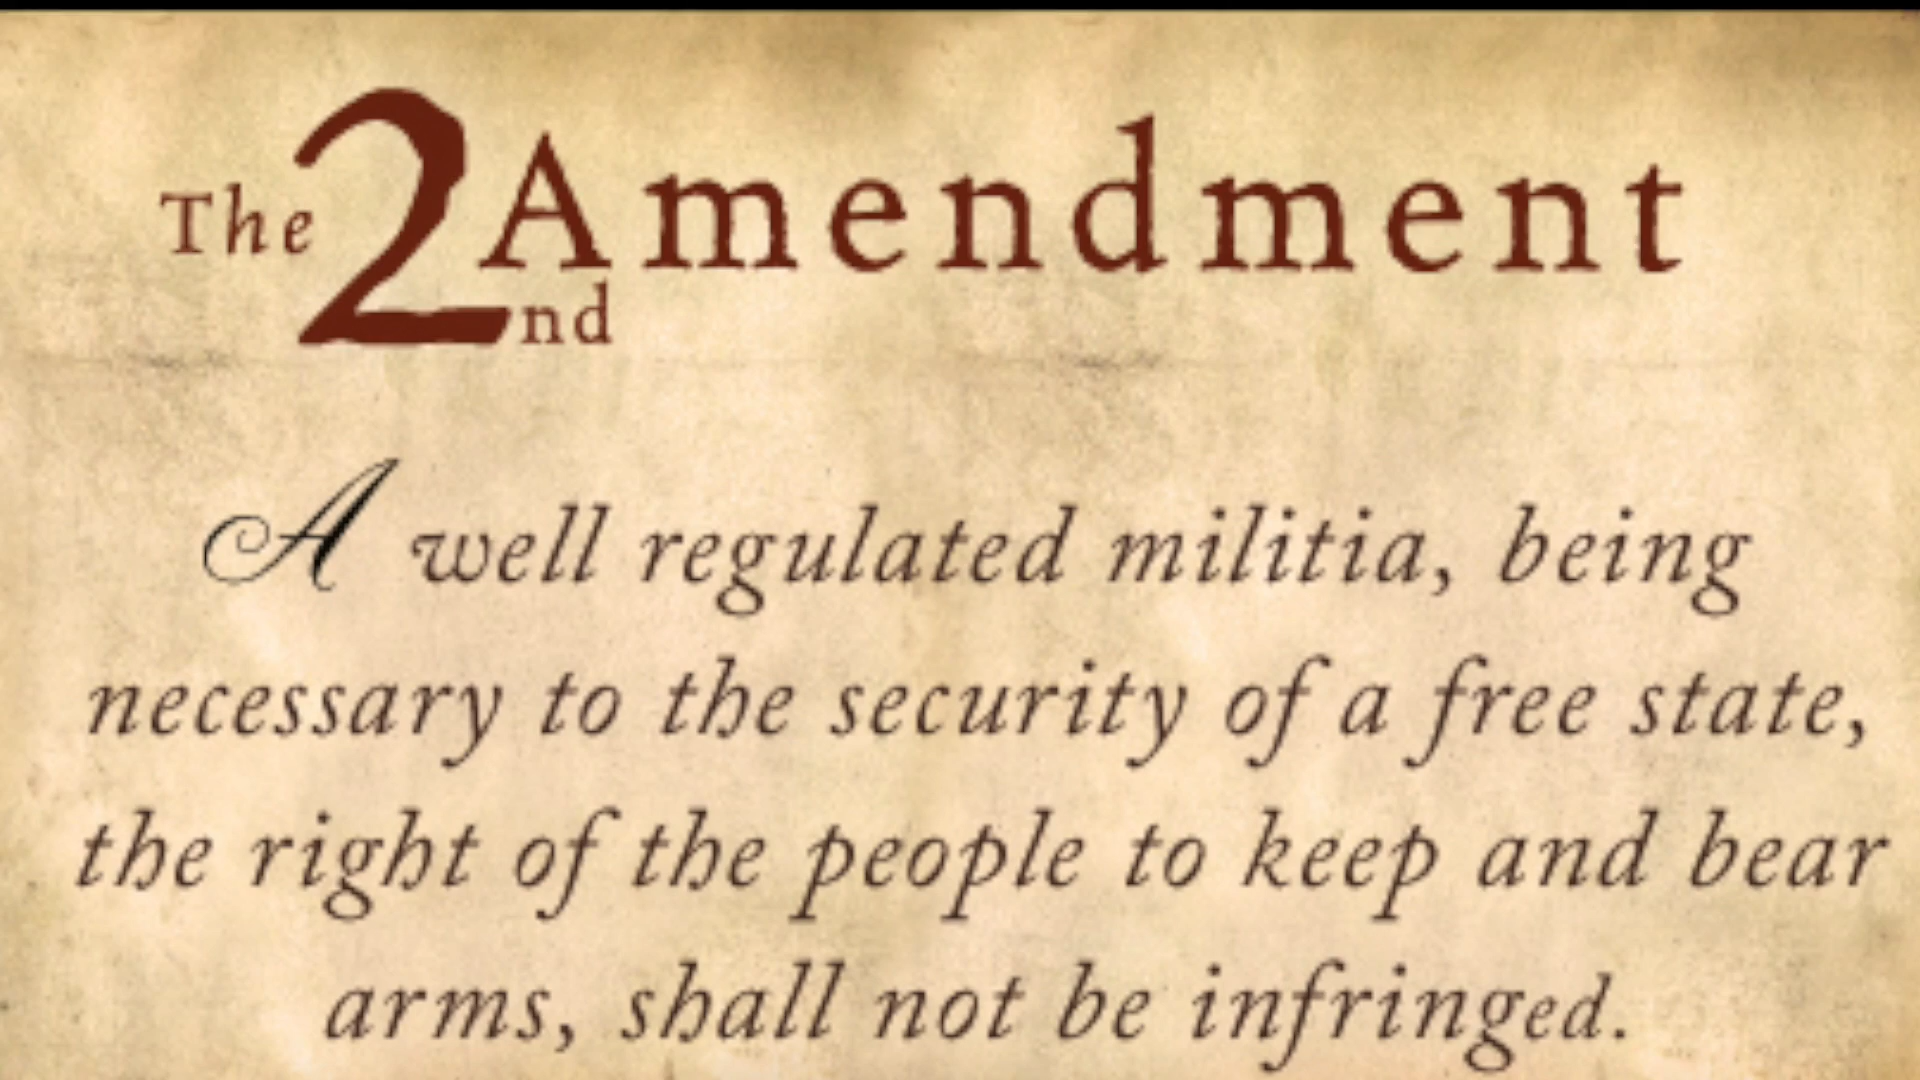 The 2nd Amendment
A well regulated militia, being
necessary to the security of a free state,
the right of the people to keep and bear
arms, shall not be infringed.